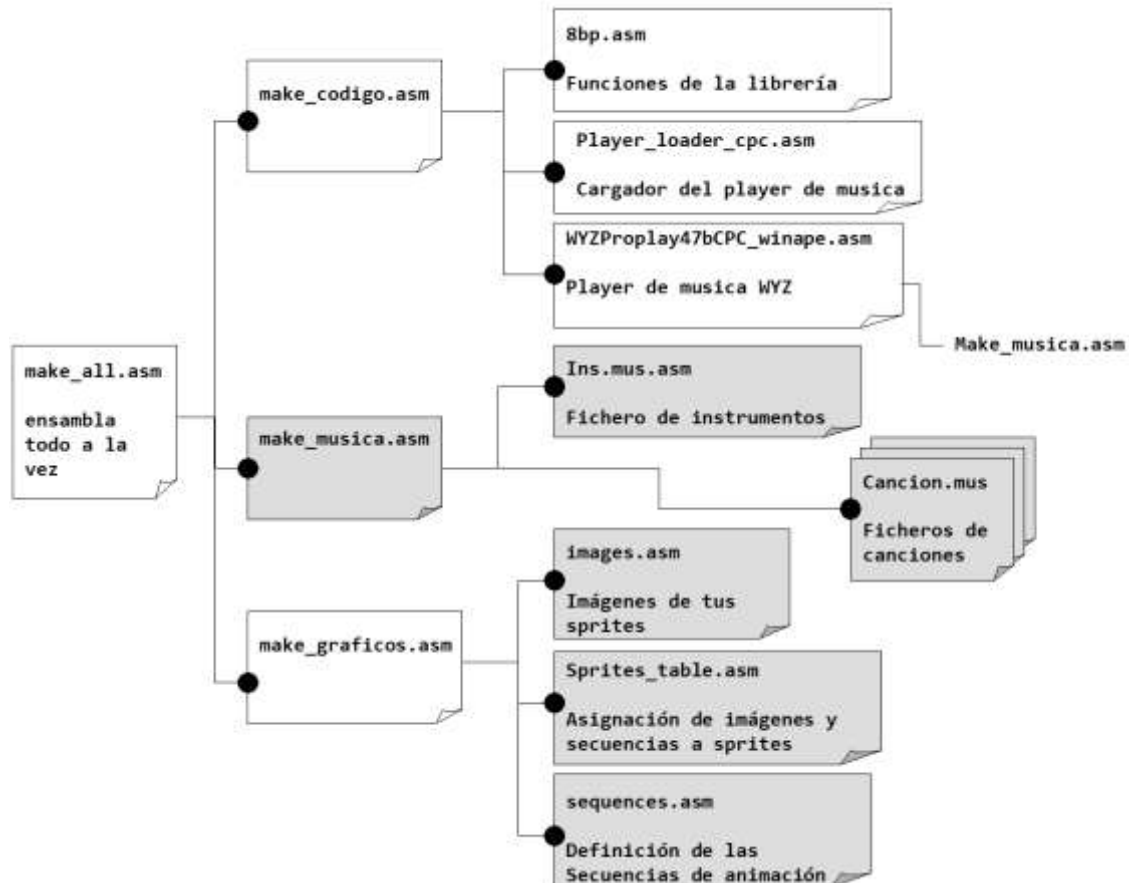 make_all.asm
ensambla
todo a la
vez
make_codigo.asm
8bp.asm
Funciones de la librería
Player_loader_cpc.asm
Cargador del player de musica
WYZProplay47bCPC_winape.asm
Player de musica WYZ
Make_musica.asm
make_musica.asm
Ins.mus.asm
Fichero de instrumentos
Cancion.mus
Ficheros de
canciones
make_graficos.asm
images.asm
Imágenes de tus
sprites
Sprites_table.asm
Asignación de imágenes y
secuencias a sprites
sequences.asm
Definición de las
Secuencias de animación